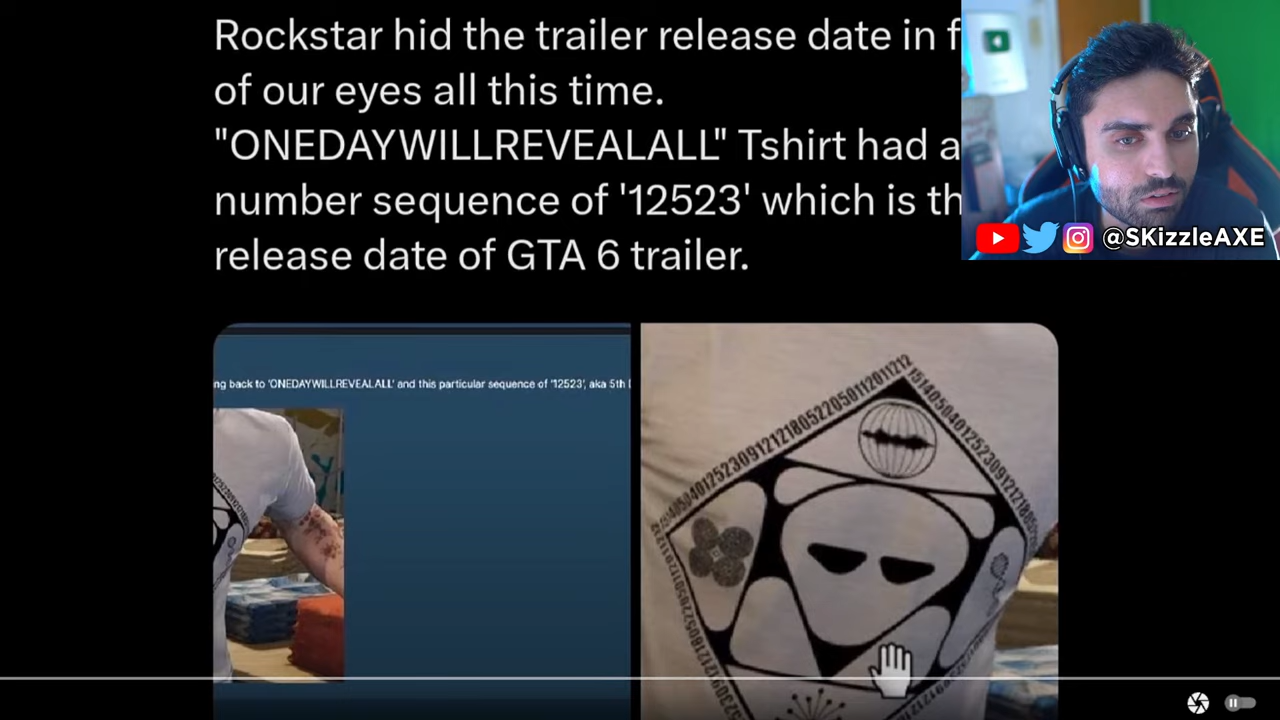 Rockstar hid the trailer release date in f
of our eyes all this time.
"ONEDAYWILLREVEALALL" Tshirt had a
number sequence of '12523' which is th
release date of GTA 6 trailer.
@SKizzleAXE
ng back to 'ONEDAYWILLREVEALALL' and this particular sequence of '12523', aka 5th